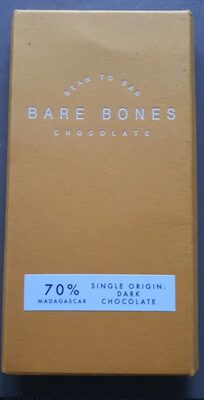 BEAN TO BAR
BARE BONES
CHOCOLATE
70%
MADAGASCAR
SINGLE ORIGIN:
DARK
CHOCOLATE